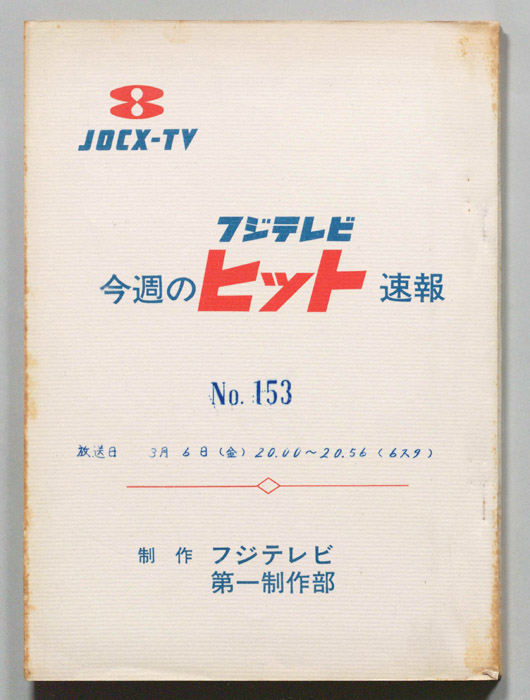 8
JOCX-TV
フジテレビ
今週のヒット速報
No. 153
放送日 3月 6日(金) 20.00〜20.56 (6スタ)
制作 フジテレビ
第一制作部